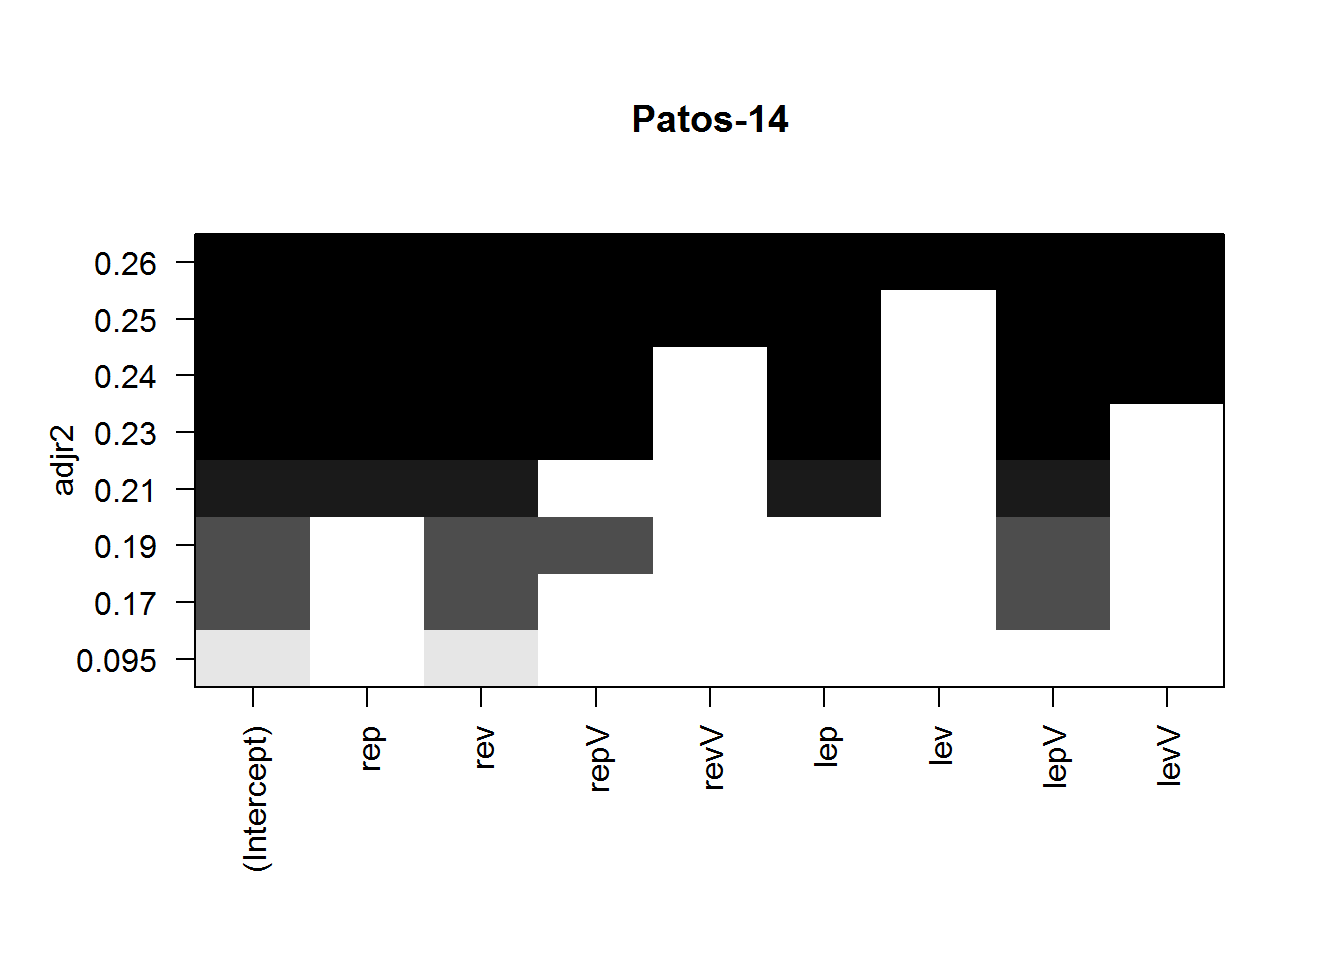 Patos-14
adjr2
0.26
0.25
0.24
0.23
0.21
0.19
0.17
0.095
(Intercept)
rep
rev
repV
revV
lep
lev
lepV
levV